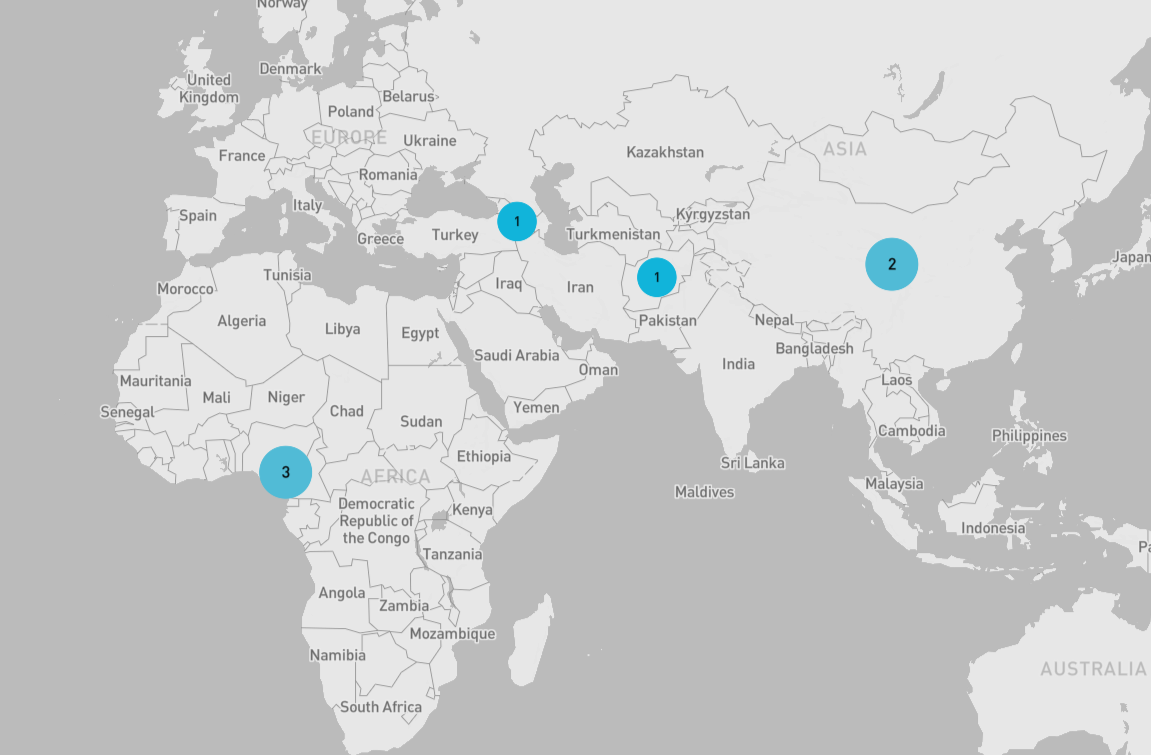 Norway
Denmark
United
Kingdom
Belarus
Poland
EUROPE
Ukraine
France
Kazakhstan
ASIA
Romania
Italy
Spain
Kyrgyzstan
1
Greece
Turkey
Turkmenistan
Japan
2
Tunisia
Morocco
Iraq
Iran
1
Algeria
Libya
Egypt
Pakistan
Nepal
Bangladesh
Saudi Arabia
Oman
India
Mauritania
Mali
Niger
Laos
Senegal
Chad
Sudan
Yemen
Cambodia
Philippines
Ethiopia
Sri Lanka
3
AFRICA
Malaysia
Maldives
Democratic
Republic of
the Congo
Kenya
Indonesia
Pa
Tanzania
Angola
Zambia
Mozambique
Namibia
AUSTRALIA
South Africa